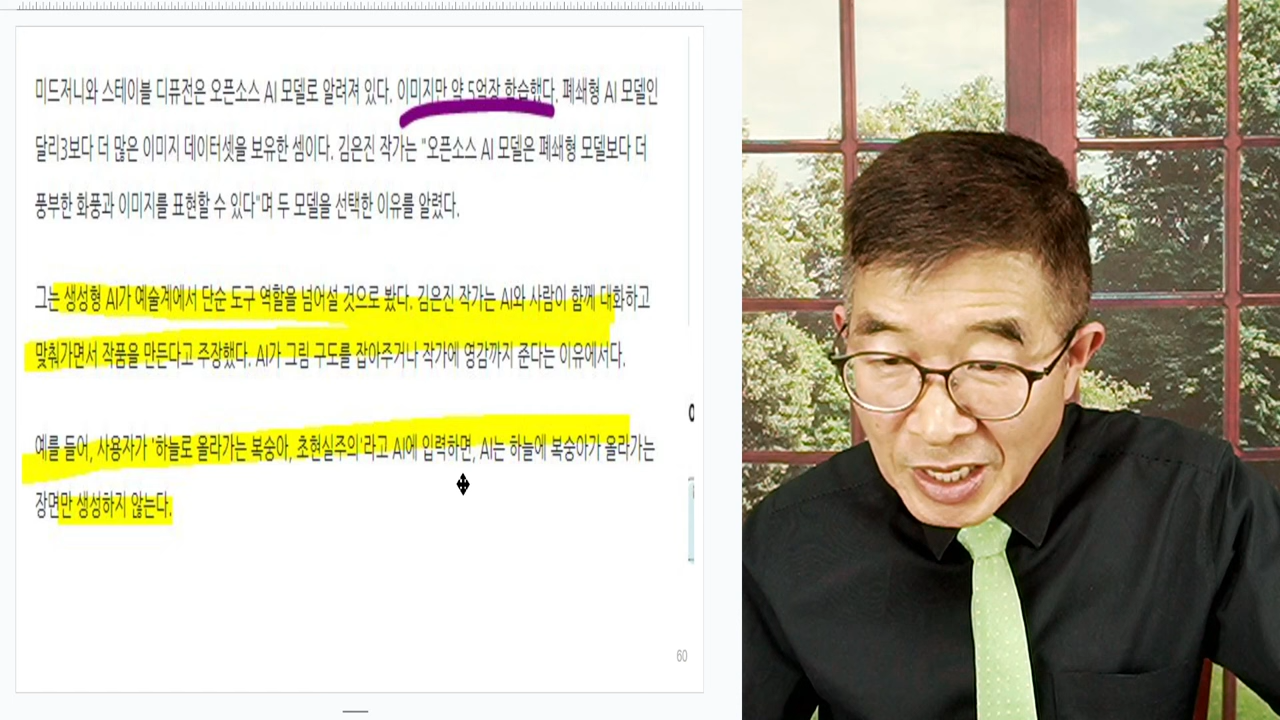 미드저니와 스테이블 디퓨전은 오픈소스 AI 모델로 알려져 있다. 이미지만 약 5억장 학습했다. 폐쇄형 AI 모델인
달리3보다 더 많은 이미지 데이터셋을 보유한 셈이다. 김은진 작가는 "오픈소스 AI 모델은 폐쇄형 모델보다 더
풍부한 화풍과 이미지를 표현할 수 있다"며 두 모델을 선택한 이유를 알렸다.
그는 생성형 AI가 예술계에서 단순 도구 역할을 넘어설 것으로 봤다. 김은진 작가는 AI와 사람이 함께 대화하고
맞춰가면서 작품을 만든다고 주장했다. AI가 그림 구도를 잡아주거나 작가에 영감까지 준다는 이유에서다.
예를 들어, 사용자가 '하늘로 올라가는 복숭아, 초현실주의'라고 AI에 입력하면, AI는 하늘에 복숭아가 올라가는
장면만 생성하지 않는다.
60